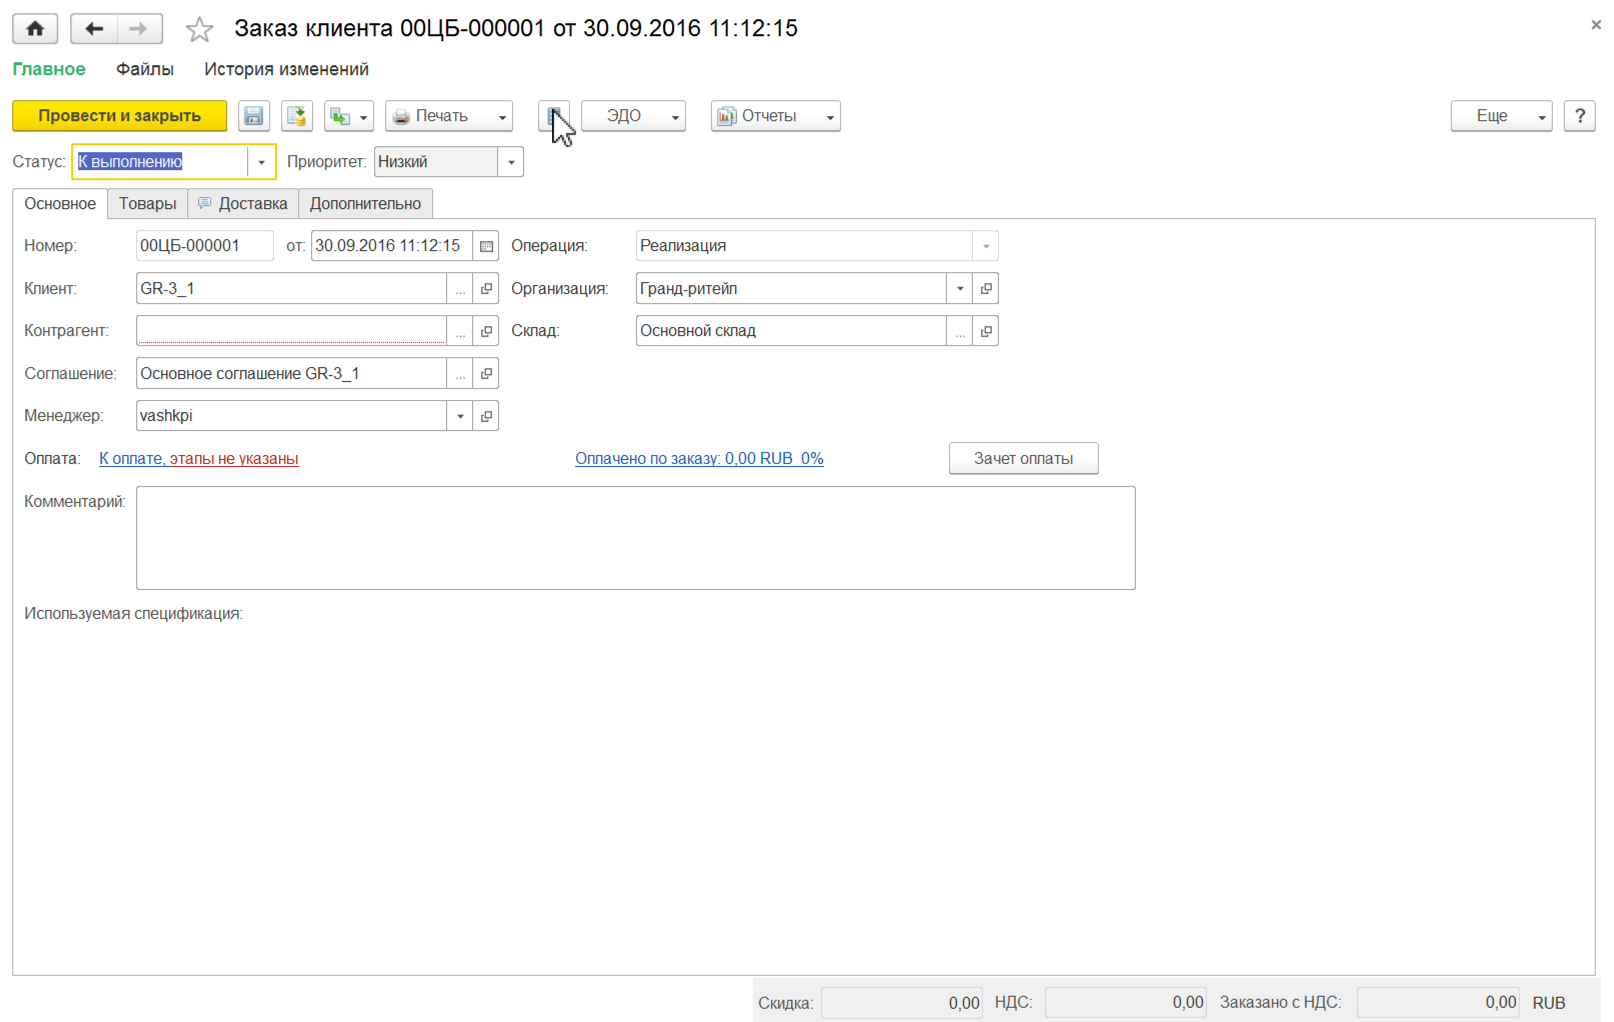 Заказ клиента 00ЦБ-000001 от 30.09.2016 11:12:15
Главное Файлы История изменений
Провести и закрыть Печать ЭДО Отчеты Еще ?
Статус: К выполнению Приоритет: Низкий
Основное Товары Доставка Дополнительно
Номер: 00ЦБ-000001 от: 30.09.2016 11:12:15 Операция: Реализация
Клиент: GR-3_1 ... Организация: Гранд-ритейл
Контрагент: ... Склад: Основной склад ...
Соглашение: Основное соглашение GR-3_1 ...
Менеджер: vashkpi
Оплата: К оплате, этапы не указаны Оплачено по заказу: 0,00 RUB 0% Зачет оплаты
Комментарий:
Используемая спецификация:
Скидка: 0,00 НДС: 0,00 Заказано с НДС: 0,00 RUB